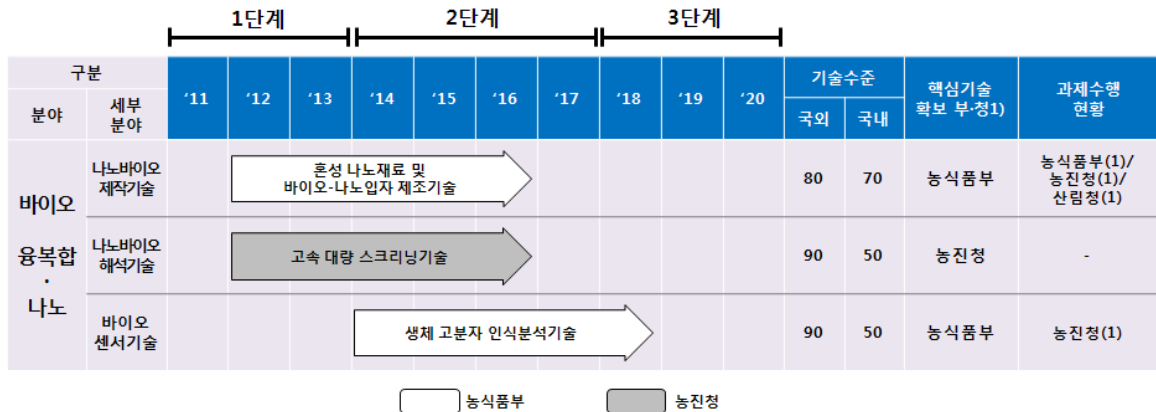 1단계 2단계 3단계
구분 ‘11 ‘12 ‘13 ‘14 ‘15 ‘16 ‘17 ‘18 ‘19 ‘20 기술수준 핵심기술 확보 부·청1) 과제수행 현황
분야 세부 분야 국외 국내
바이오 융복합 · 나노
나노바이오 제작기술 혼성 나노재료 및 바이오-나노입자 제조기술 80 70 농식품부 농식품부(1)/ 농진청(1)/ 산림청(1)
나노바이오 해석기술 고속 대량 스크리닝기술 90 50 농진청 -
바이오 센서기술 생체 고분자 인식분석기술 90 50 농식품부 농진청(1)
농식품부 농진청